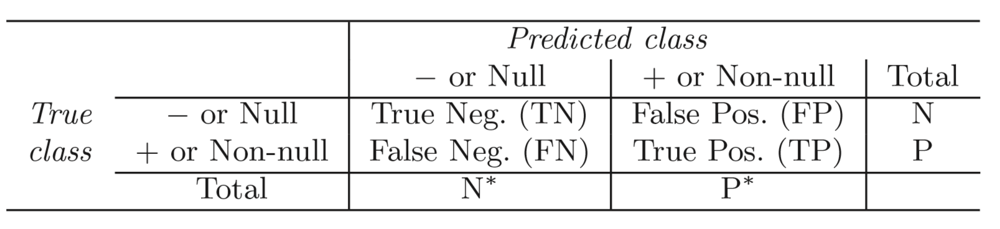 Predicted class
− or Null + or Non-null Total
True − or Null True Neg. (TN) False Pos. (FP) N
class + or Non-null False Neg. (FN) True Pos. (TP) P
Total N* P*